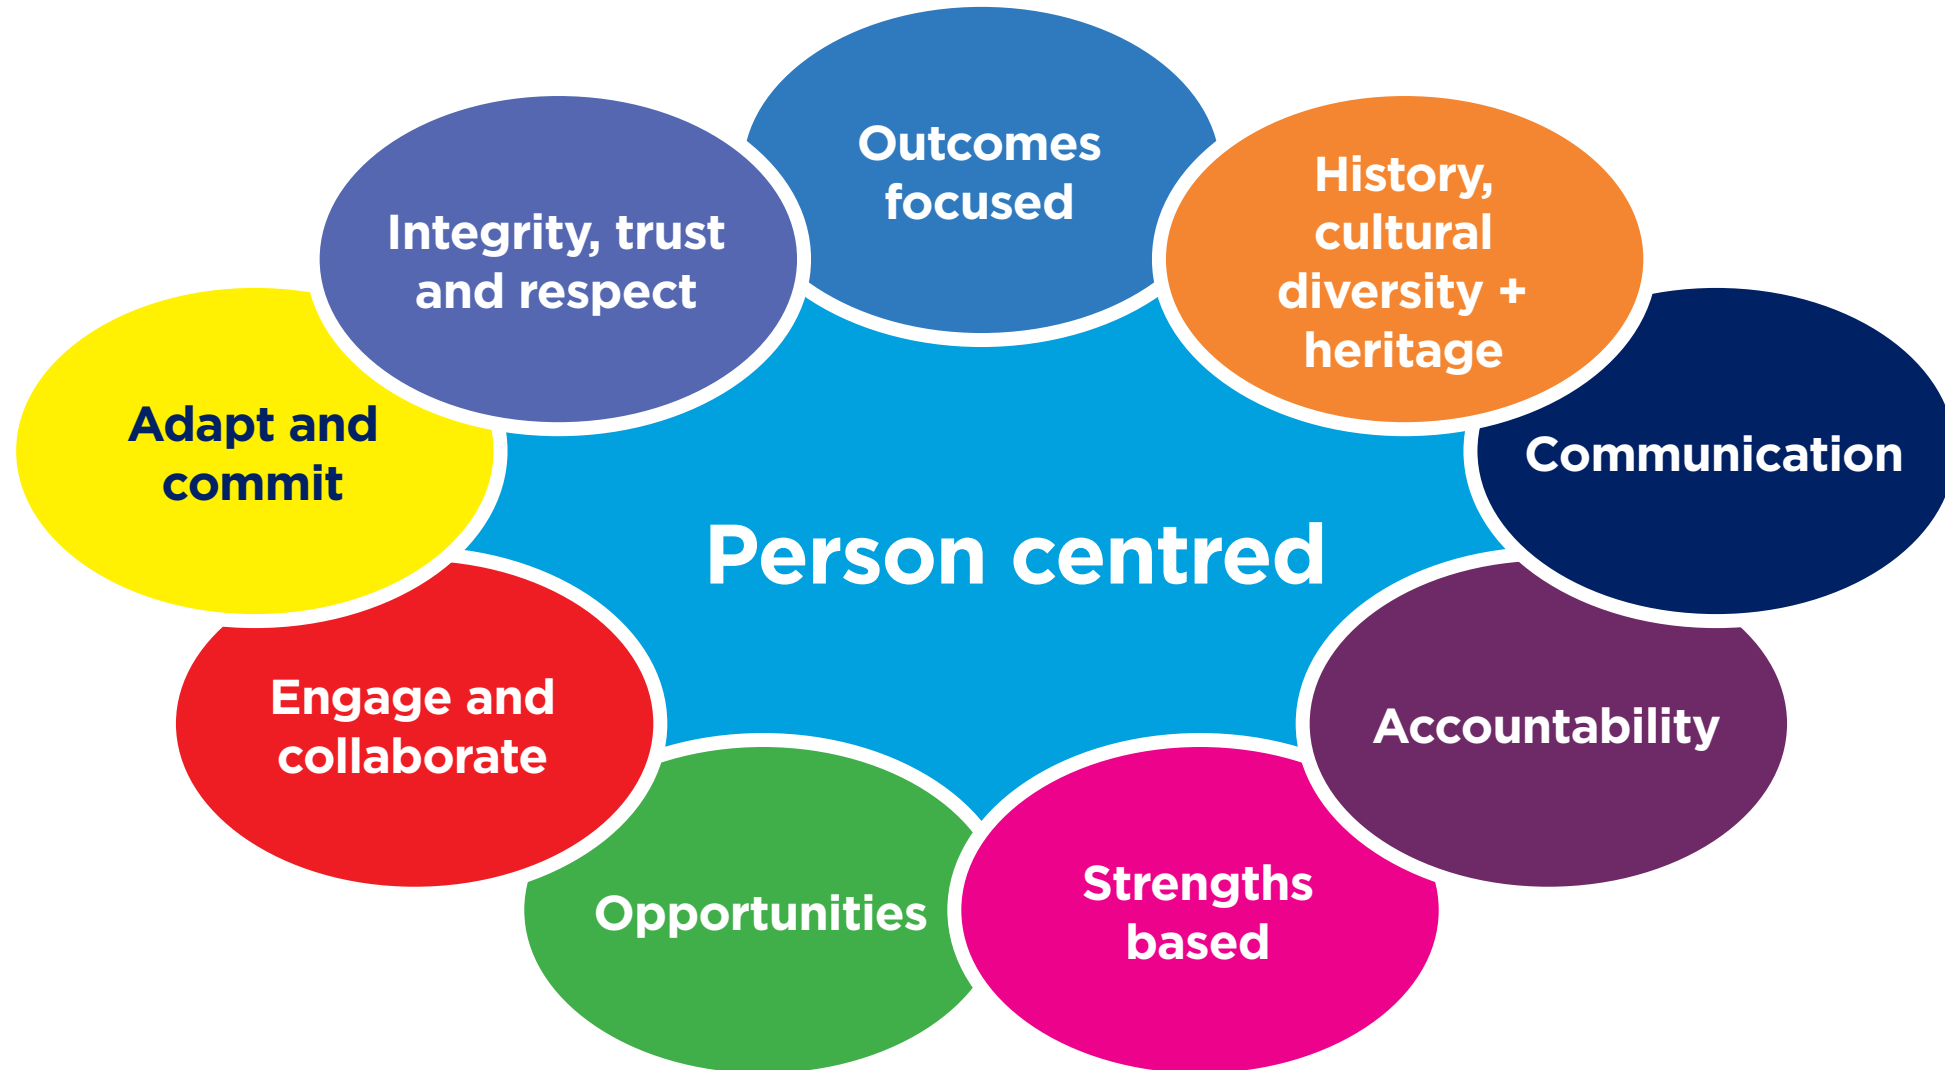 Outcomes
focused
History,
cultural
diversity +
heritage
Communication
Accountability
Strengths
based
Opportunities
Engage and
collaborate
Adapt and
commit
Integrity, trust
and respect
Person centred